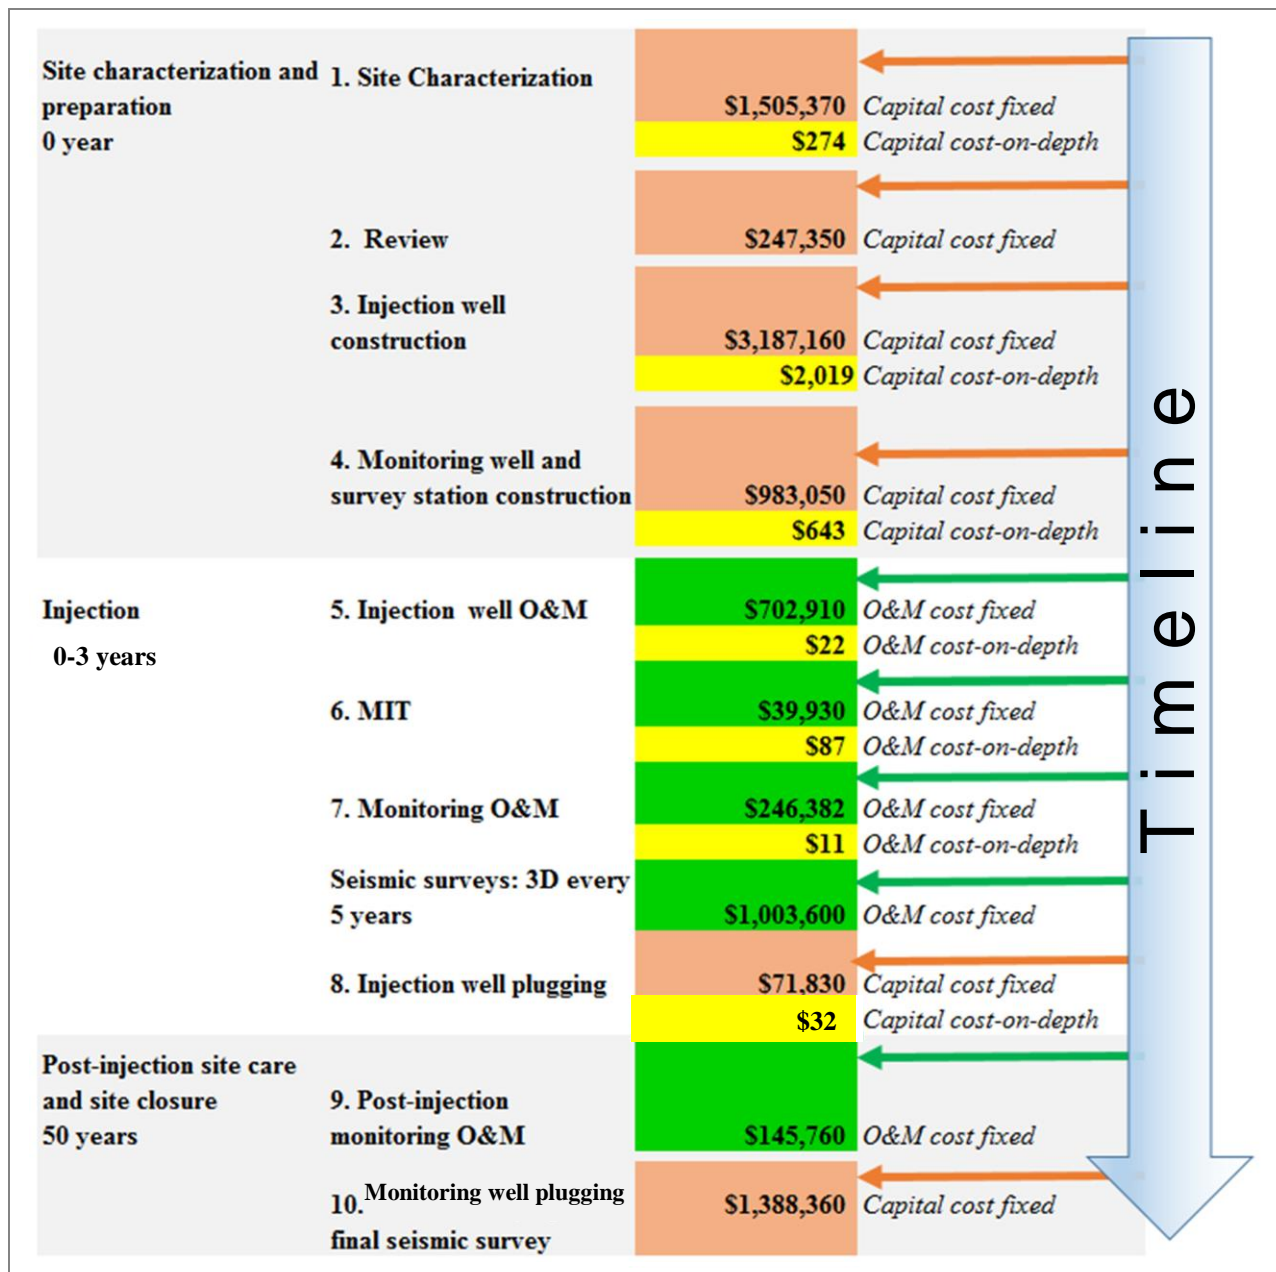 Site characterization and
preparation
0 year
1. Site Characterization
$1,505,370 Capital cost fixed
$274 Capital cost-on-depth
2. Review
$247,350 Capital cost fixed
3. Injection well
construction
$3,187,160 Capital cost fixed
$2,019 Capital cost-on-depth
4. Monitoring well and
survey station construction
$983,050 Capital cost fixed
$643 Capital cost-on-depth
Injection
0-3 years
5. Injection well O&M
$702,910 O&M cost fixed
$22 O&M cost-on-depth
6. MIT
$39,930 O&M cost fixed
$87 O&M cost-on-depth
7. Monitoring O&M
$246,382 O&M cost fixed
$11 O&M cost-on-depth
Seismic surveys: 3D every
5 years
$1,003,600 O&M cost fixed
8. Injection well plugging
$71,830 Capital cost fixed
$32 Capital cost-on-depth
Post-injection site care
and site closure
50 years
9. Post-injection
monitoring O&M
$145,760 O&M cost fixed
10. Monitoring well plugging
final seismic survey
$1,388,360 Capital cost fixed
Timeline